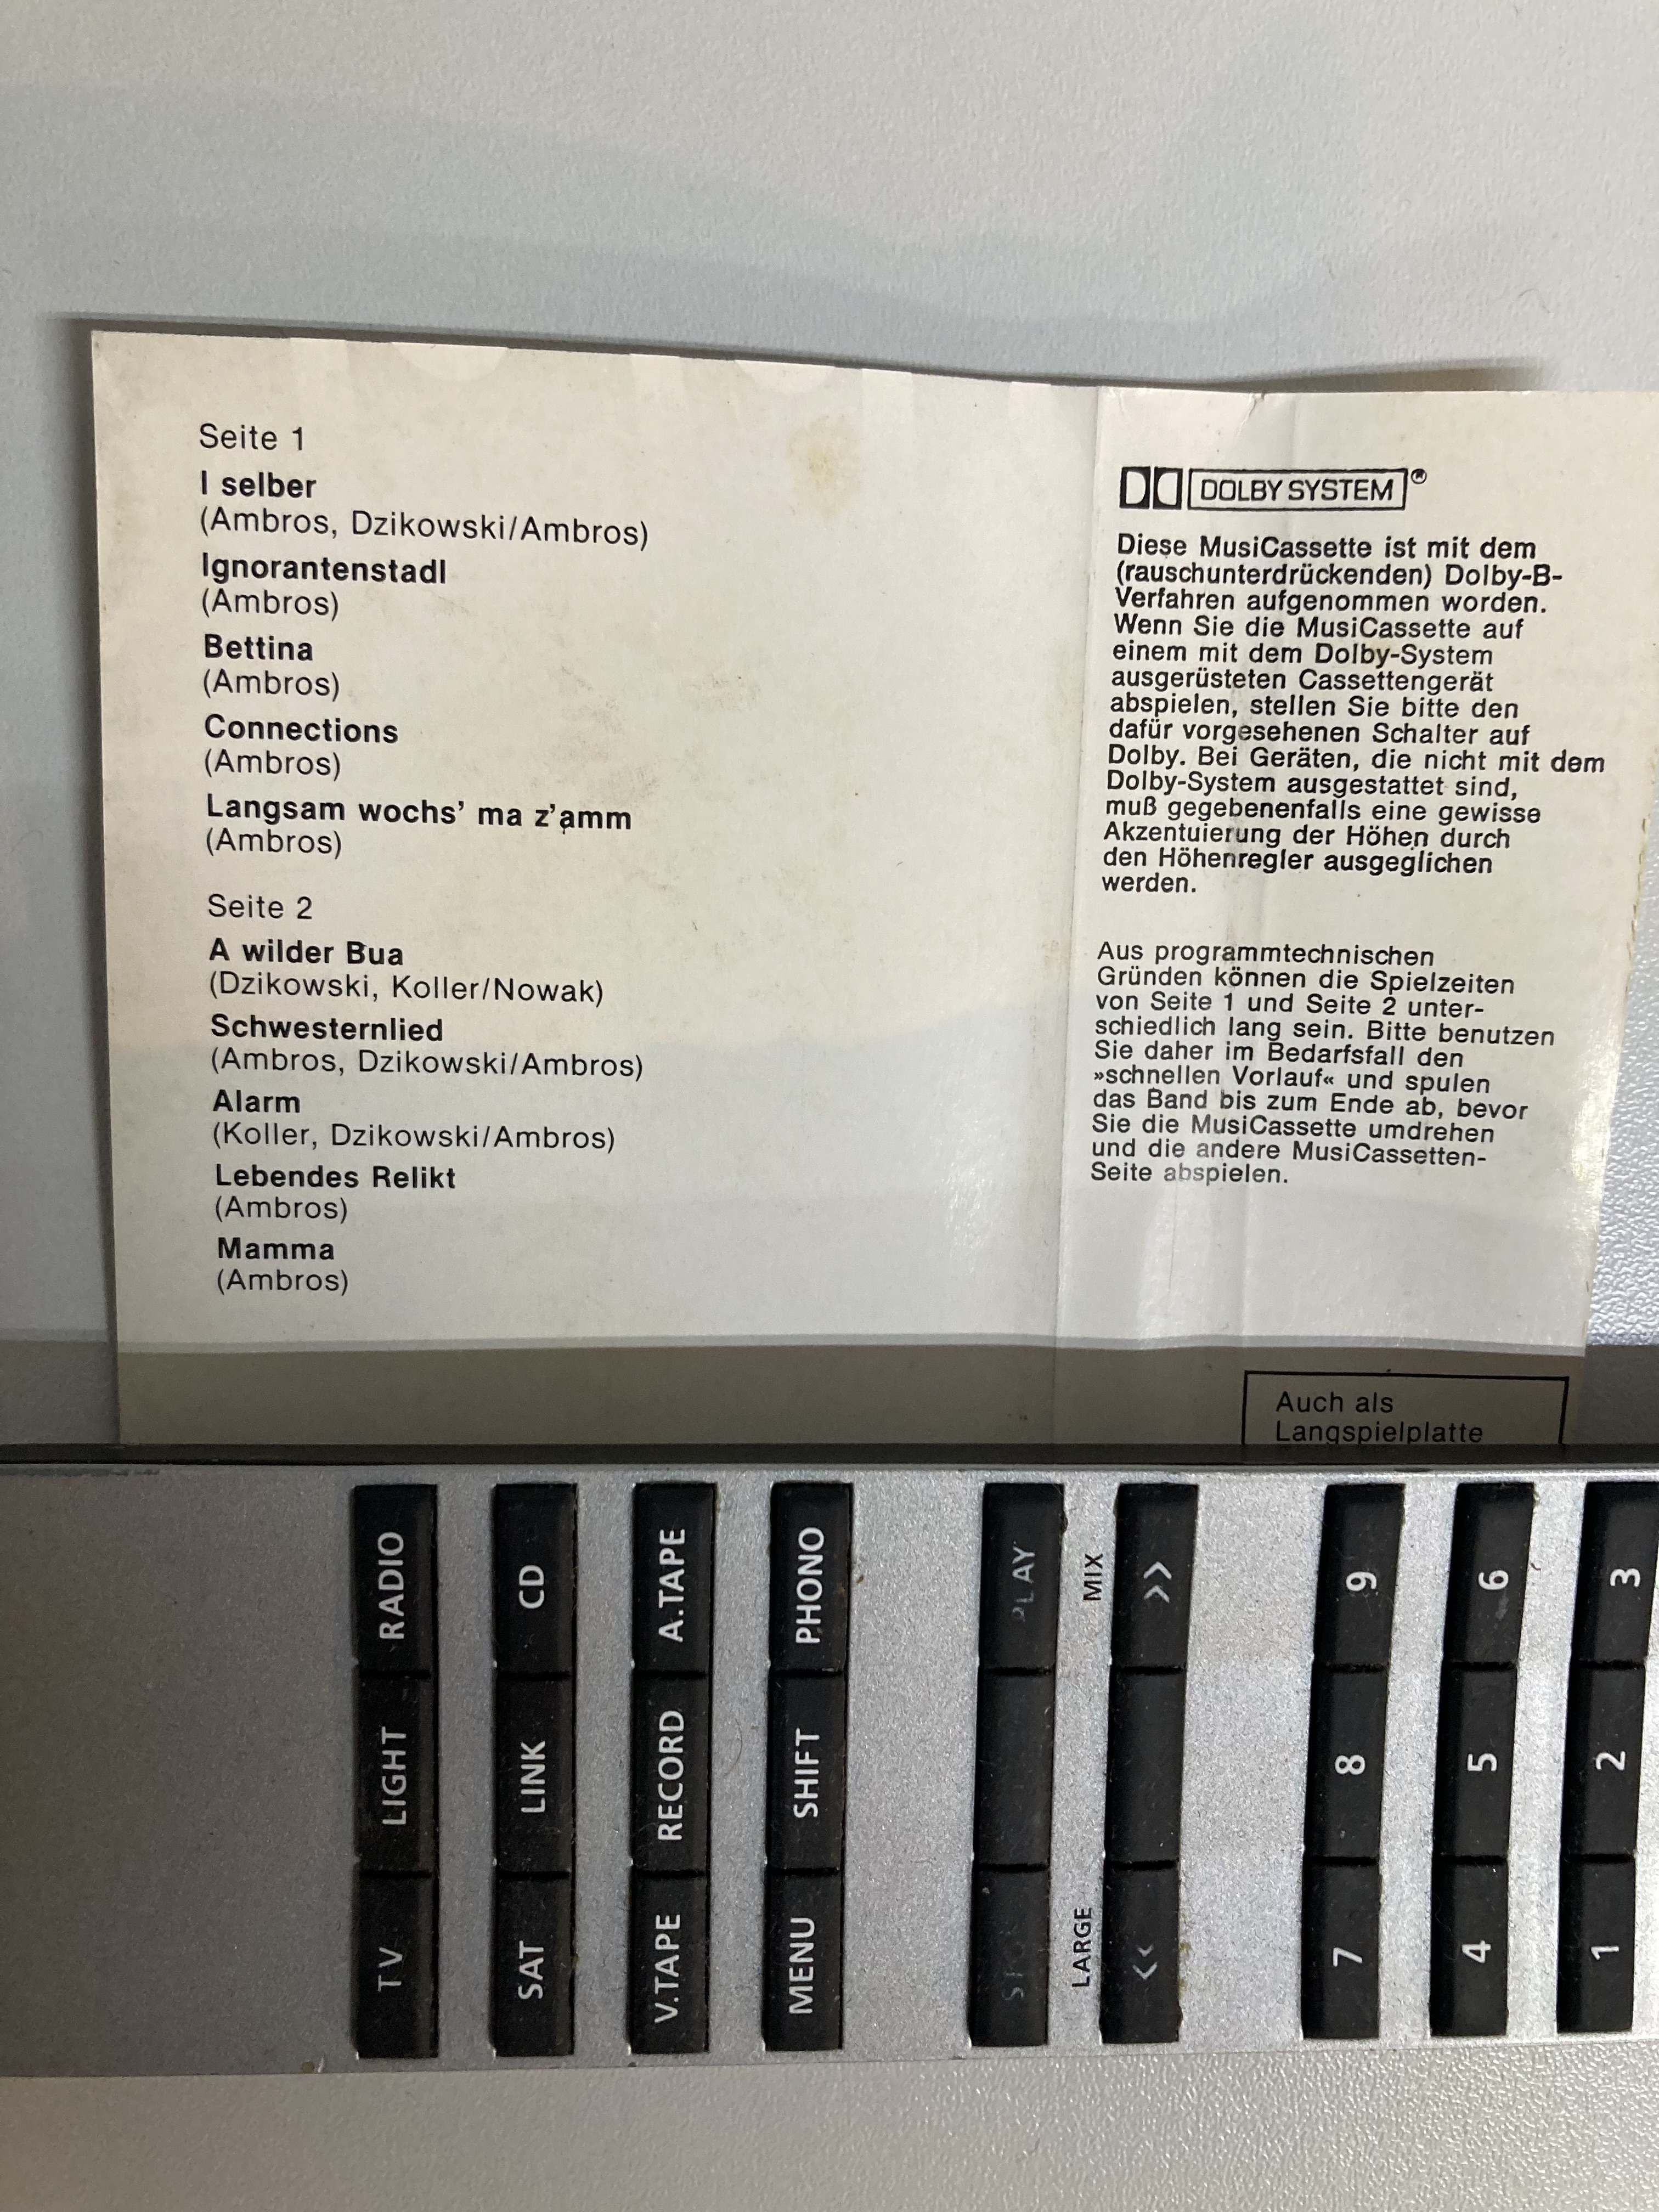 Seite 1
I selber
(Ambros, Dzikowski/Ambros)
Ignorantenstadl
(Ambros)
Bettina
(Ambros)
Connections
(Ambros)
Langsam wochs’ ma z’amm
(Ambros)
Seite 2
A wilder Bua
(Dzikowski, Koller/Nowak)
Schwesternlied
(Ambros, Dzikowski/Ambros)
Alarm
(Koller, Dzikowski/Ambros)
Lebendes Relikt
(Ambros)
Mamma
(Ambros)
DOLBY SYSTEM®
Diese MusiCassette ist mit dem
(rauschunterdrückenden) Dolby-B-
Verfahren aufgenommen worden.
Wenn Sie die MusiCassette auf
einem mit dem Dolby-System
ausgerüsteten Cassettengerät
abspielen, stellen Sie bitte den
dafür vorgesehenen Schalter auf
Dolby. Bei Geräten, die nicht mit dem
Dolby-System ausgestattet sind,
muß gegebenenfalls eine gewisse
Akzentuierung der Höhen durch
den Höhenregler ausgeglichen
werden.
Aus programmtechnischen
Gründen können die Spielzeiten
von Seite 1 und Seite 2 unter-
schiedlich lang sein. Bitte benutzen
Sie daher im Bedarfsfall den
»schnellen Vorlauf« und spulen
das Band bis zum Ende ab, bevor
Sie die MusiCassette umdrehen
und die andere MusiCassetten-
Seite abspielen.
Auch als
Langspielplatte
TV LIGHT RADIO
SAT LINK CD
V.TAPE RECORD A.TAPE
MENU SHIFT PHONO
PLAY
LARGE MIX
<< >>
7 8 9
4 5 6
1 2 3